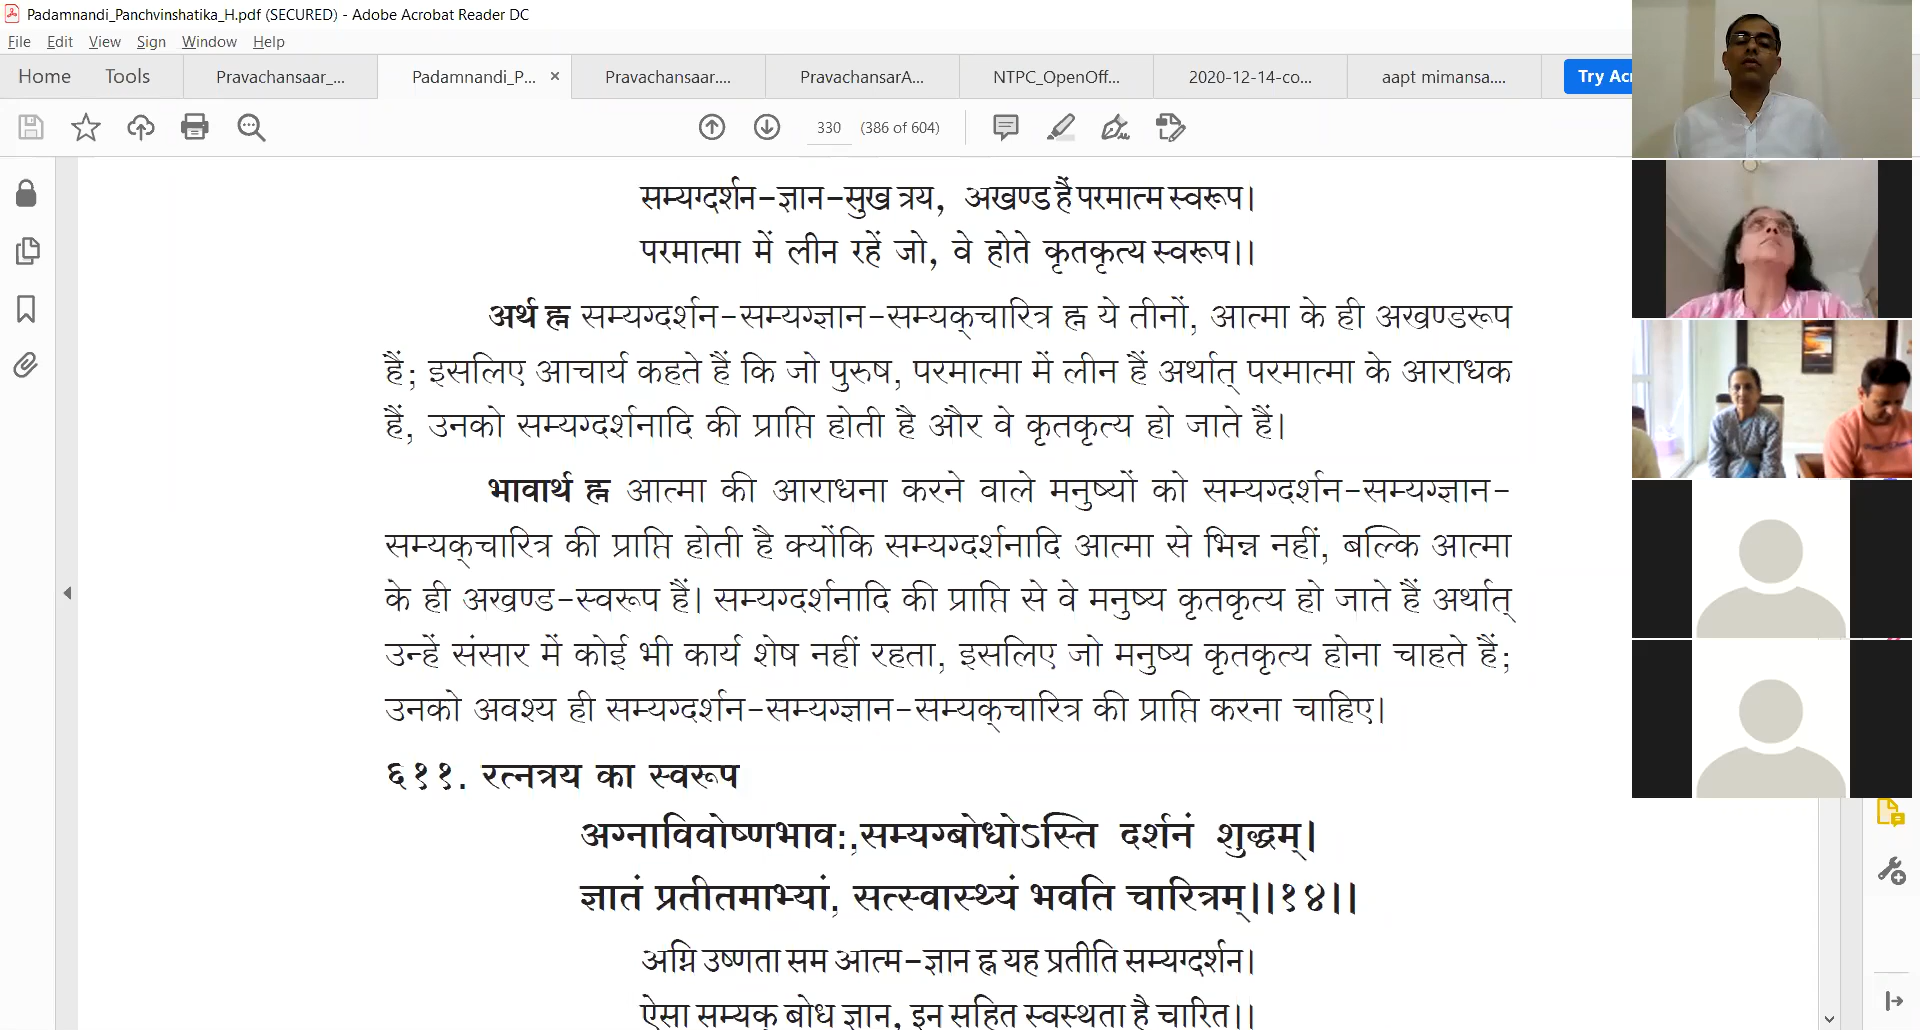 Padamnandi_Panchvinshatika_H.pdf (SECURED) - Adobe Acrobat Reader DC
File Edit View Sign Window Help
Home Tools Pravachansaar_... Padamnandi_P... × Pravachansaar.... PravachansarA... NTPC_OpenOff... 2020-12-14-co... aapt mimansa.... Try Acr
330 (386 of 604)
सम्यग्दर्शन-ज्ञान-सुख त्रय, अखण्ड हैं परमात्म स्वरूप।
परमात्मा में लीन रहें जो, वे होते कृतकृत्य स्वरूप।।
अर्थ ह्न सम्यग्दर्शन-सम्यग्ज्ञान-सम्यक्चारित्र ह्न ये तीनों, आत्मा के ही अखण्डरूप
हैं; इसलिए आचार्य कहते हैं कि जो पुरुष, परमात्मा में लीन हैं अर्थात् परमात्मा के आराधक
हैं, उनको सम्यग्दर्शनादि की प्राप्ति होती है और वे कृतकृत्य हो जाते हैं।
भावार्थ ह्न आत्मा की आराधना करने वाले मनुष्यों को सम्यग्दर्शन-सम्यग्ज्ञान-
सम्यक्चारित्र की प्राप्ति होती है क्योंकि सम्यग्दर्शनादि आत्मा से भिन्न नहीं, बल्कि आत्मा
के ही अखण्ड-स्वरूप हैं। सम्यग्दर्शनादि की प्राप्ति से वे मनुष्य कृतकृत्य हो जाते हैं अर्थात्
उन्हें संसार में कोई भी कार्य शेष नहीं रहता, इसलिए जो मनुष्य कृतकृत्य होना चाहते हैं;
उनको अवश्य ही सम्यग्दर्शन-सम्यग्ज्ञान-सम्यक्चारित्र की प्राप्ति करना चाहिए।
६११. रत्नत्रय का स्वरूप
अग्नाविवोष्णभाव:,सम्यग्बोधोऽस्ति दर्शनं शुद्धम्।
ज्ञातं प्रतीतमाभ्यां, सत्स्वास्थ्यं भवति चारित्रम्।।१४।।
अग्नि उष्णता सम आत्म-ज्ञान ह्न यह प्रतीति सम्यग्दर्शन।
ऐसा सम्यक् बोध ज्ञान, इन सहित स्वस्थता है चारित।।